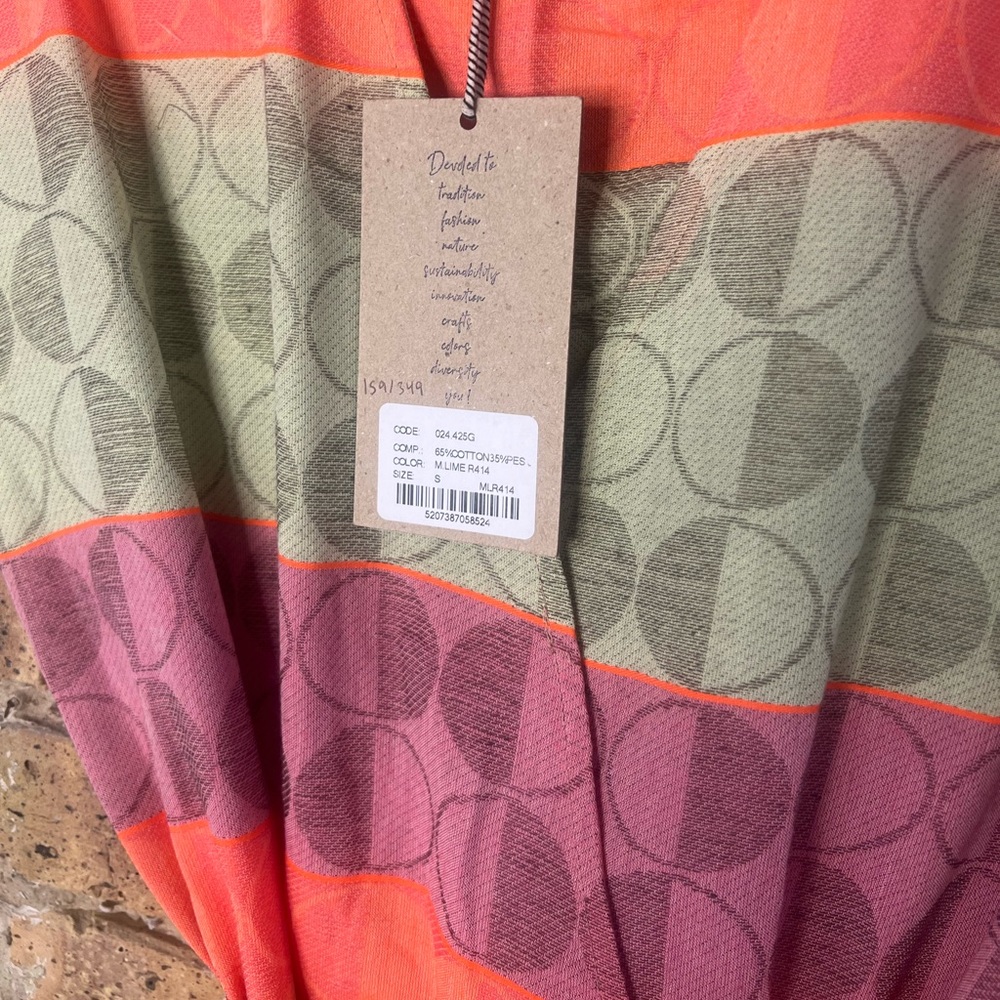 Devoted to
tradition
fashion
nature
sustainability
innovation
crafts
colors
diversity
you!
159/349
CODE: 024.425G
COMP.: 65%COTTON35%PES
COLOR: M.LIME R414
SIZE: S MLR414
5207387058524